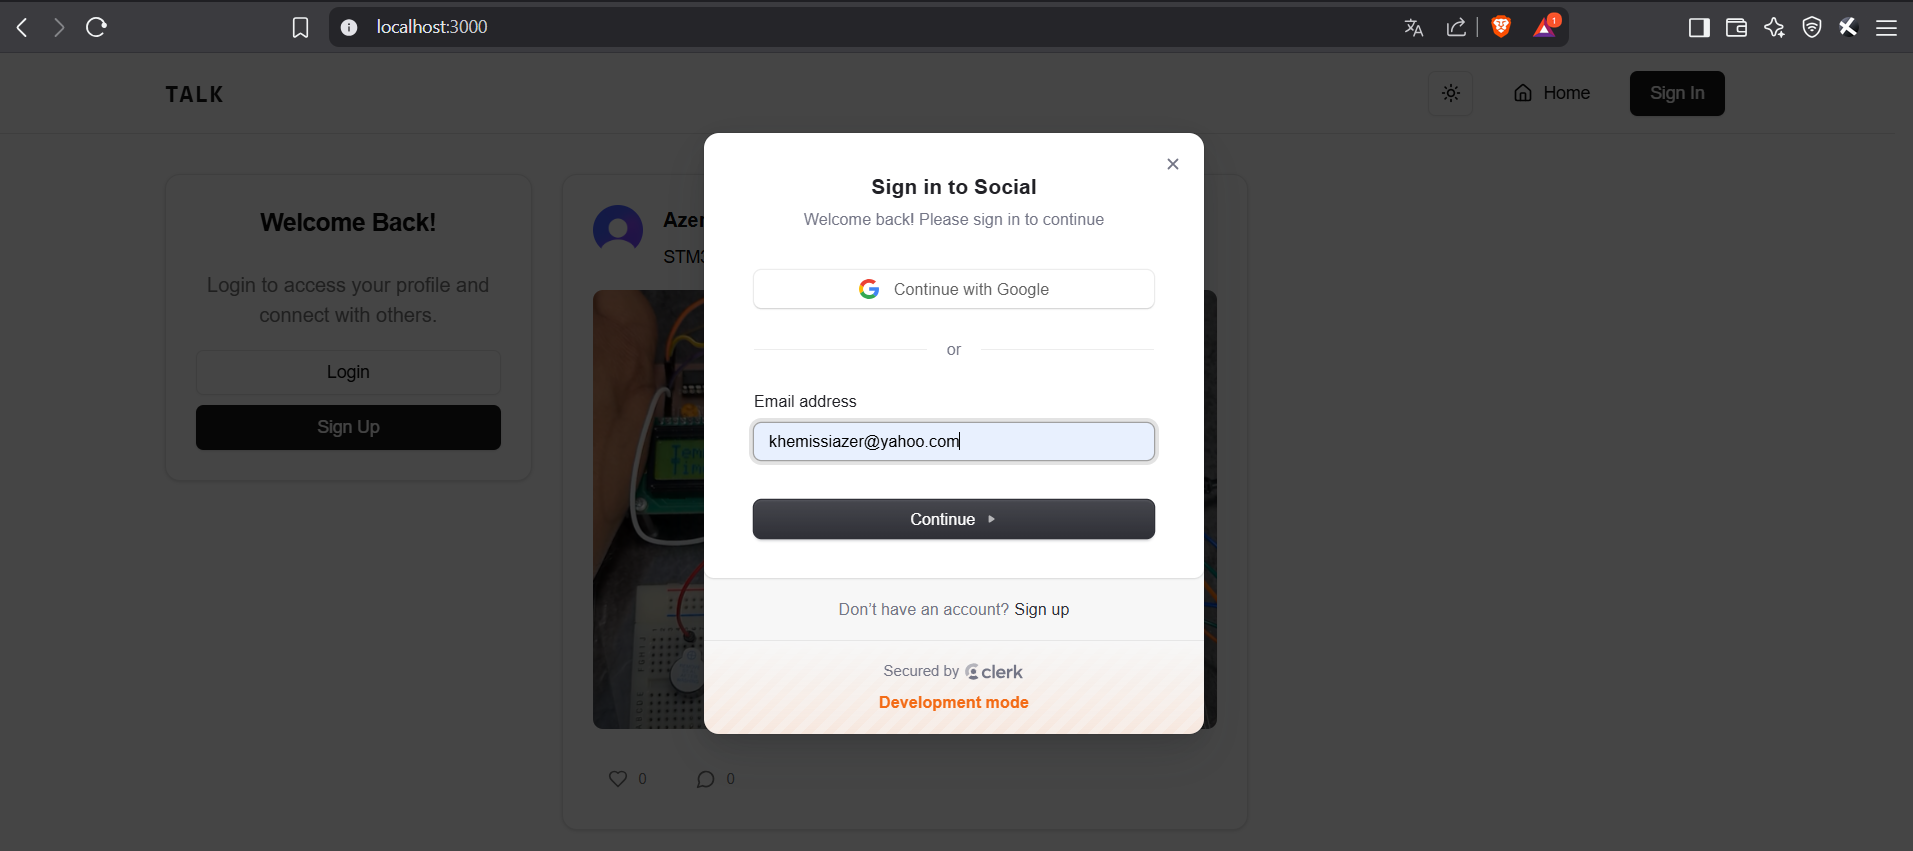 localhost:3000
1
TALK
Home
Sign In
Welcome Back!
Login to access your profile and
connect with others.
Login
Sign Up
Azer
STM3
Sign in to Social
Welcome back! Please sign in to continue
Continue with Google
or
Email address
khemissiazer@yahoo.com
Continue
Don't have an account? Sign up
Secured by clerk
Development mode
0
0